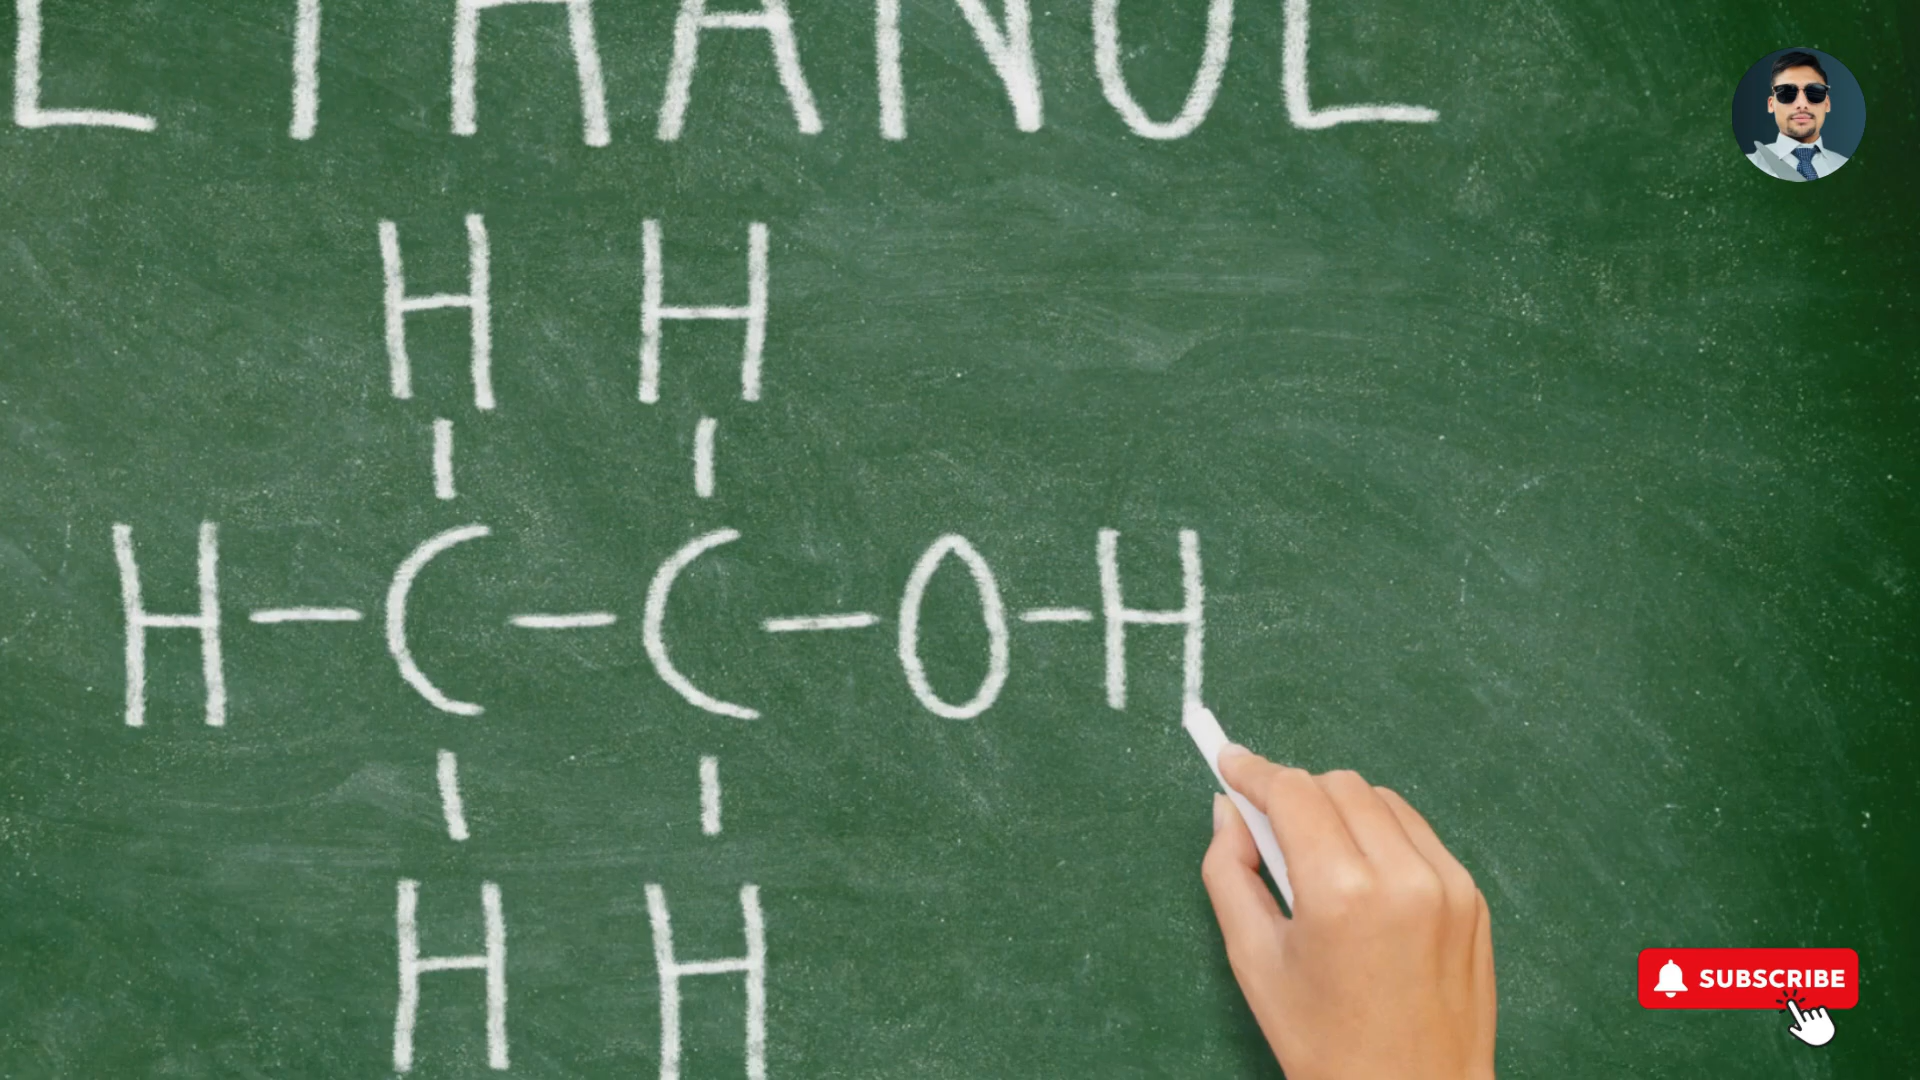 ETHANOL
H H
H-C-C-O-H
H H
SUBSCRIBE